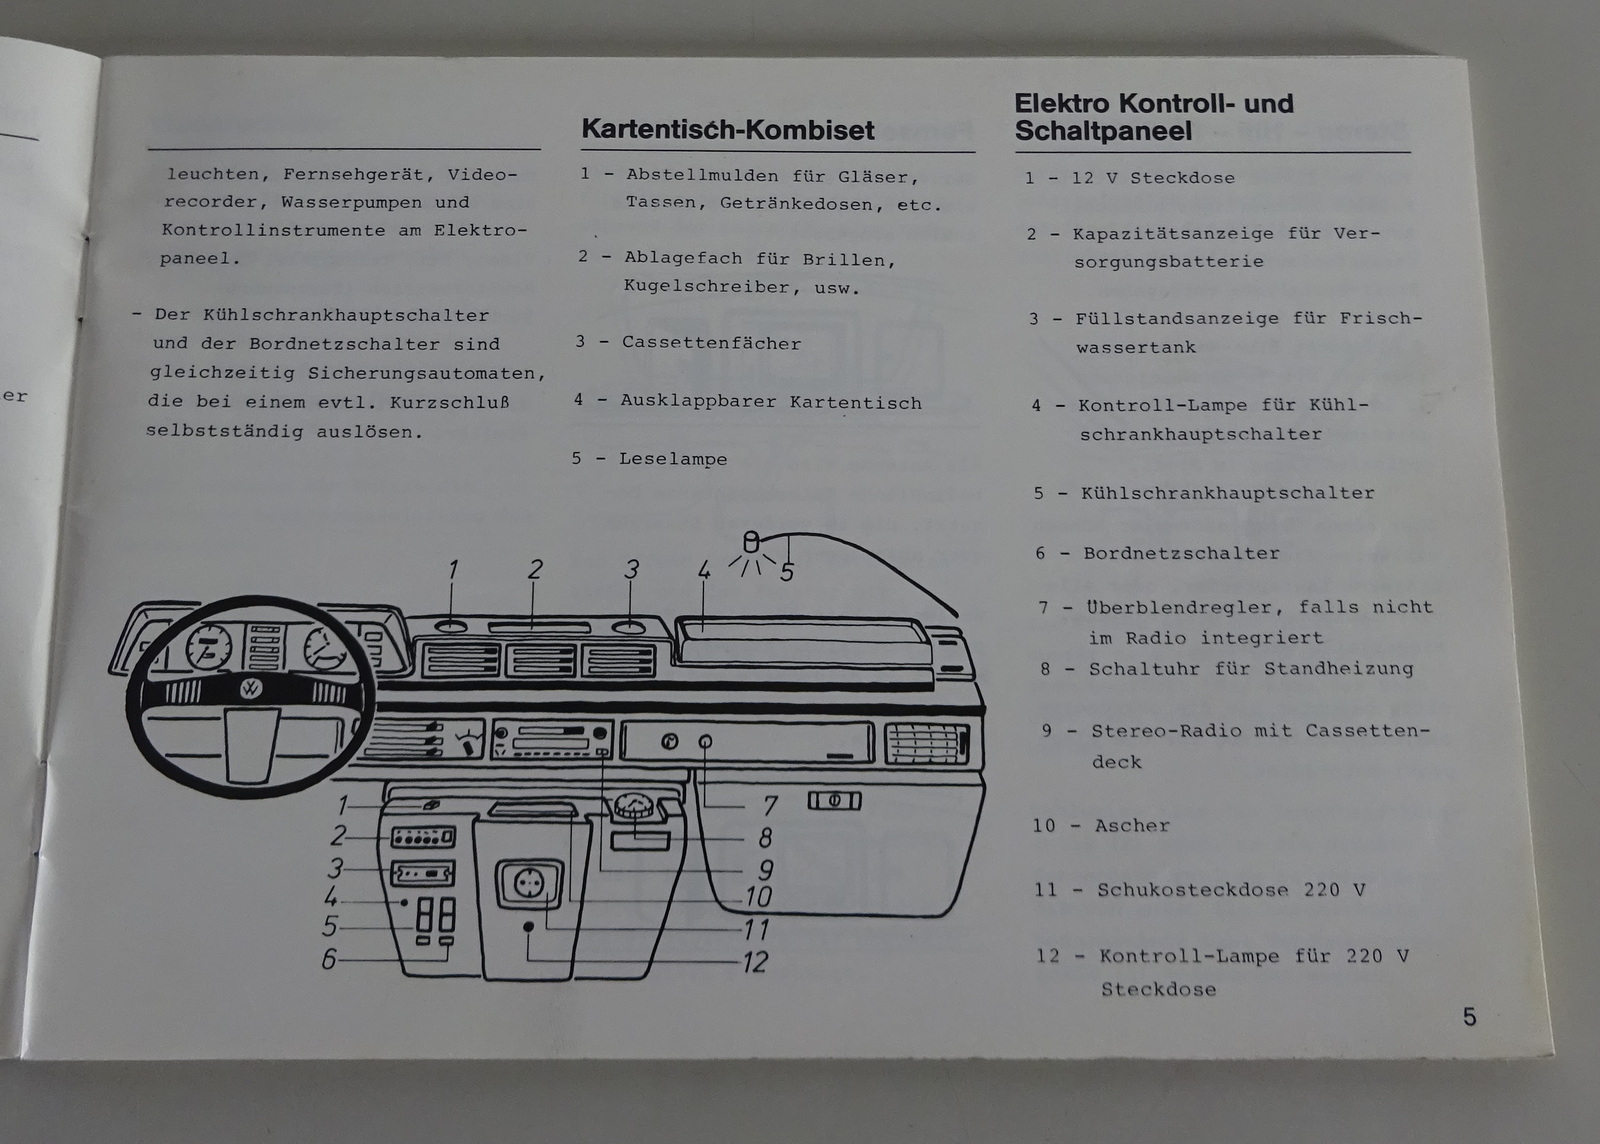 er
leuchten, Fernsehgerät, Video-
recorder, Wasserpumpen und
Kontrollinstrumente am Elektro-
paneel.
- Der Kühlschrankhauptschalter
und der Bordnetzschalter sind
gleichzeitig Sicherungsautomaten,
die bei einem evtl. Kurzschluß
selbstständig auslösen.
Kartentisch-Kombiset
1 - Abstellmulden für Gläser,
Tassen, Getränkedosen, etc.
2 - Ablagefach für Brillen,
Kugelschreiber, usw.
3 - Cassettenfächer
4 - Ausklappbarer Kartentisch
5 - Leselampe
Elektro Kontroll- und
Schaltpaneel
1 - 12 V Steckdose
2 - Kapazitätsanzeige für Ver-
sorgungsbatterie
3 - Füllstandsanzeige für Frisch-
wassertank
4 - Kontroll-Lampe für Kühl-
schrankhauptschalter
5 - Kühlschrankhauptschalter
6 - Bordnetzschalter
7 - Überblendregler, falls nicht
im Radio integriert
8 - Schaltuhr für Standheizung
9 - Stereo-Radio mit Cassetten-
deck
10 - Ascher
11 - Schukosteckdose 220 V
12 - Kontroll-Lampe für 220 V
Steckdose
1 2 3 4 5
1
2
3
4
5
6
7
8
9
10
11
12
5